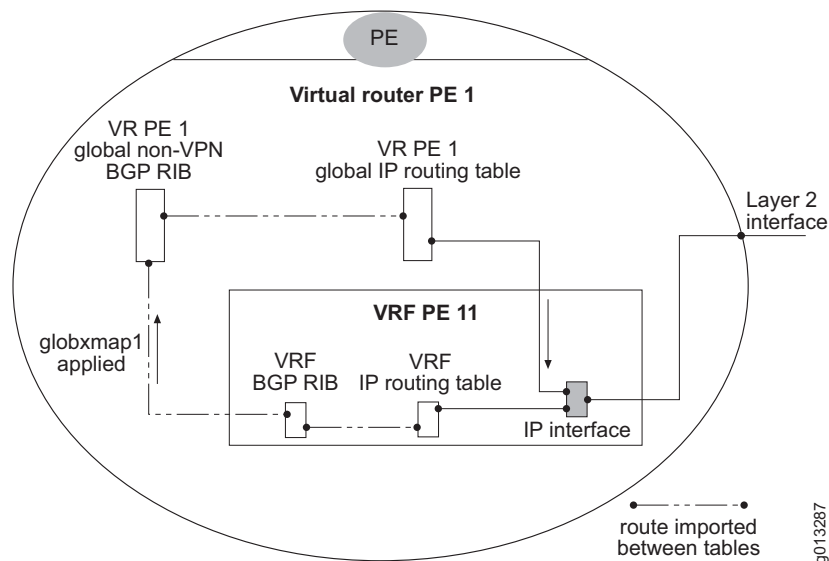 PE
Virtual router PE 1
VR PE 1
global non-VPN
BGP RIB
VR PE 1
global IP routing table
Layer 2
interface
VRF PE 11
globxmap1
applied
VRF
BGP RIB
VRF
IP routing table
IP interface
route imported
between tables
g013287